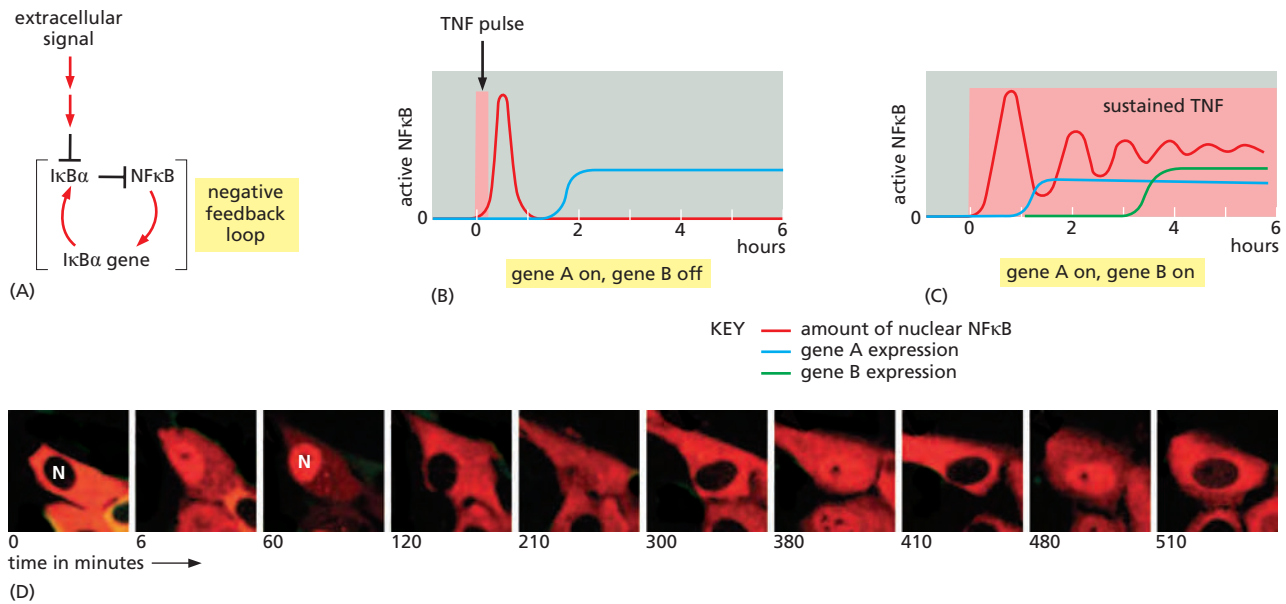 extracellular
signal
IκBα
NFκB
IκBα gene
negative
feedback
loop
(A)
TNF pulse
active NFκB
0
0 2 4 6
hours
gene A on, gene B off
(B)
sustained TNF
active NFκB
0
0 2 4 6
hours
gene A on, gene B on
(C)
KEY
amount of nuclear NFκB
gene A expression
gene B expression
N
N
0 6 60 120 210 300 380 410 480 510
time in minutes
(D)